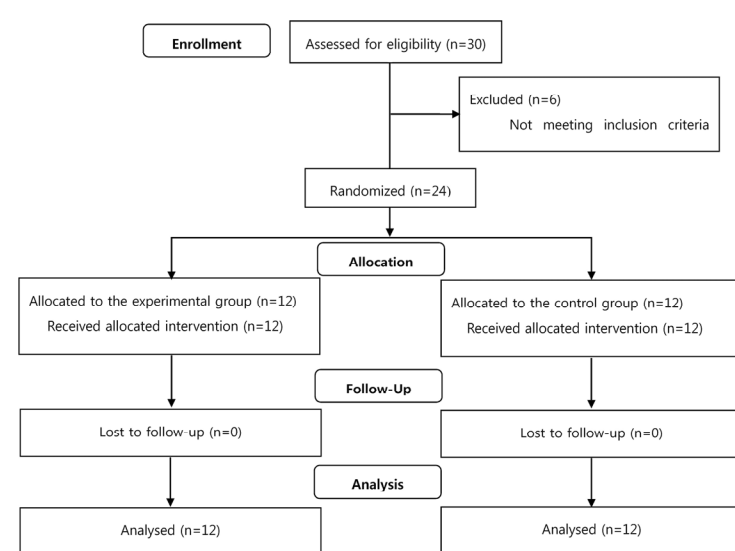 Enrollment
Assessed for eligibility (n=30)
Excluded (n=6)
Not meeting inclusion criteria
Randomized (n=24)
Allocation
Allocated to the experimental group (n=12)
Received allocated intervention (n=12)
Allocated to the control group (n=12)
Received allocated intervention (n=12)
Follow-Up
Lost to follow-up (n=0)
Lost to follow-up (n=0)
Analysis
Analysed (n=12)
Analysed (n=12)